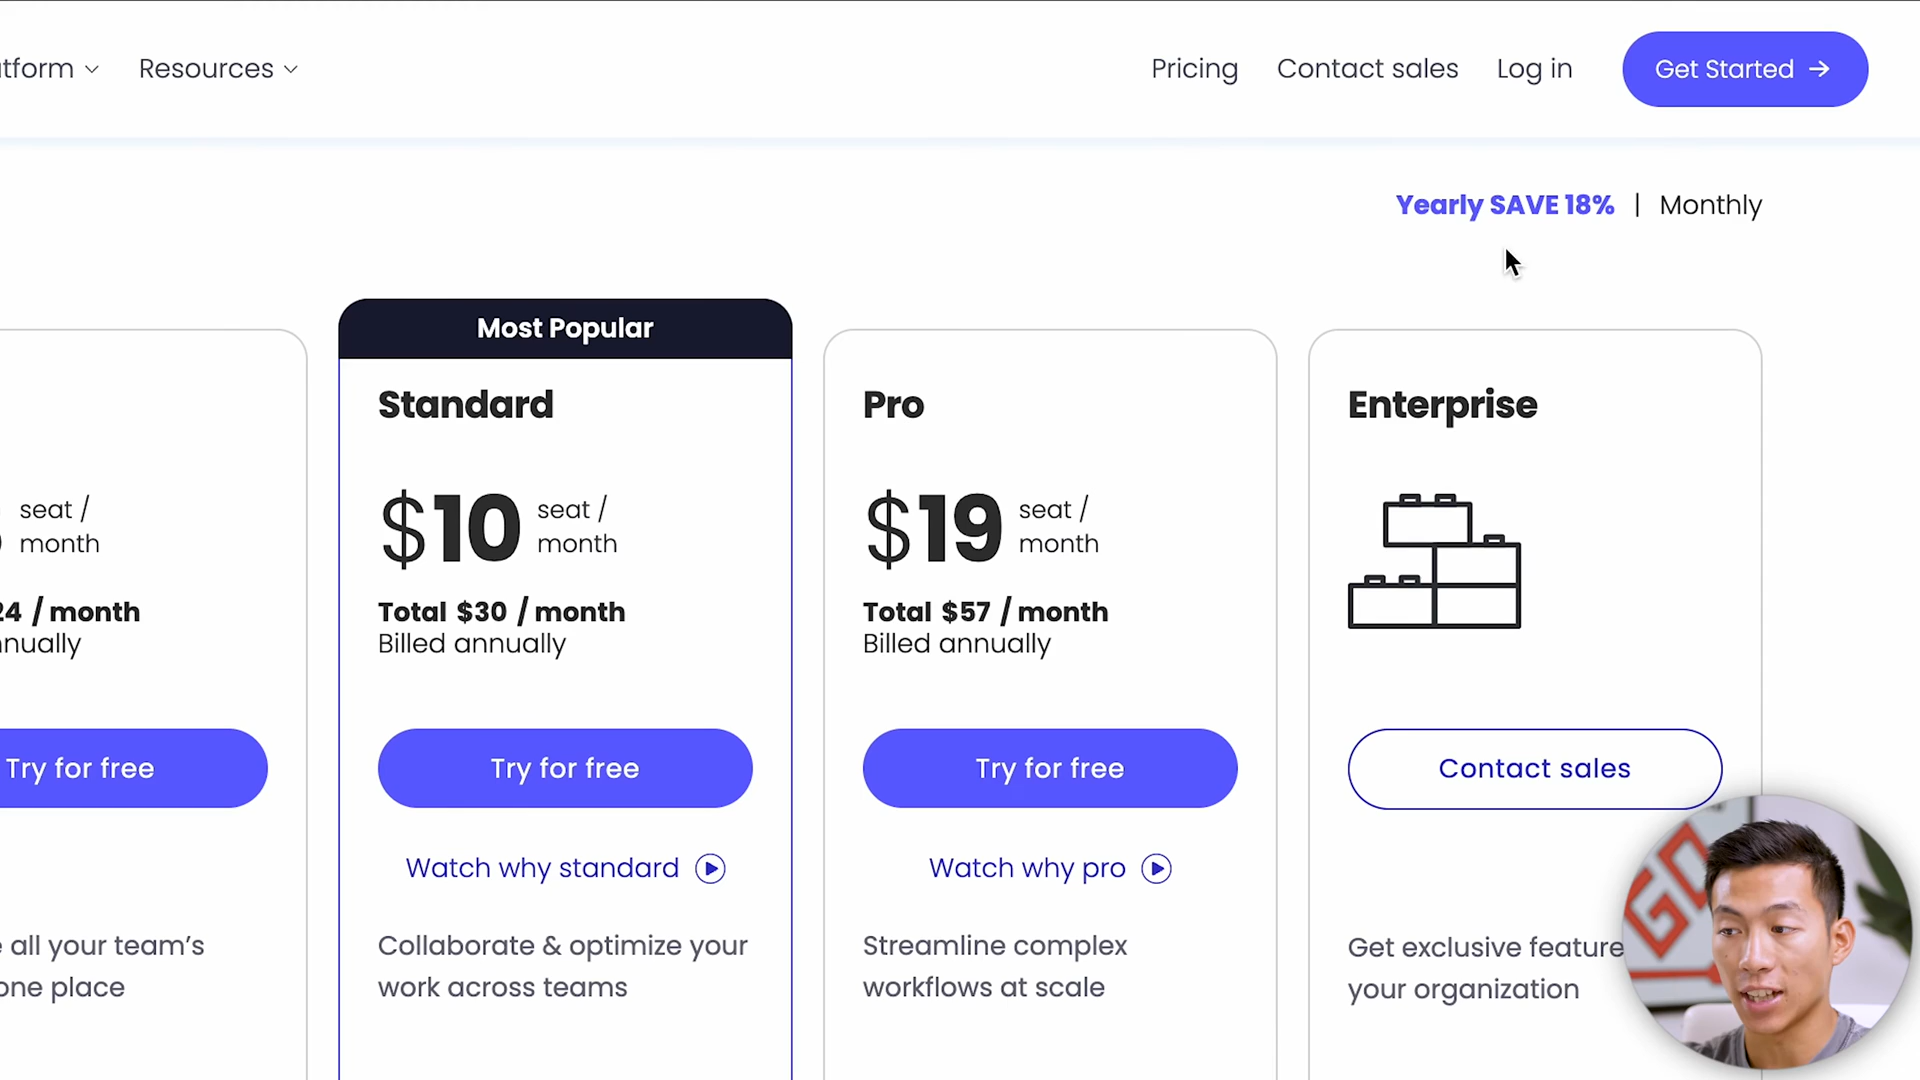 Resources
Pricing
Contact sales
Log in
Get Started
Yearly SAVE 18% | Monthly
Most Popular
Standard
Pro
Enterprise
seat /
month
$10 seat /
month
$19 seat /
month
24 / month
Total $30 / month
Billed annually
Total $57 / month
Billed annually
Try for free
Try for free
Try for free
Contact sales
Watch why standard
Watch why pro
all your team's
one place
Collaborate & optimize your
work across teams
Streamline complex
workflows at scale
Get exclusive feature
your organization